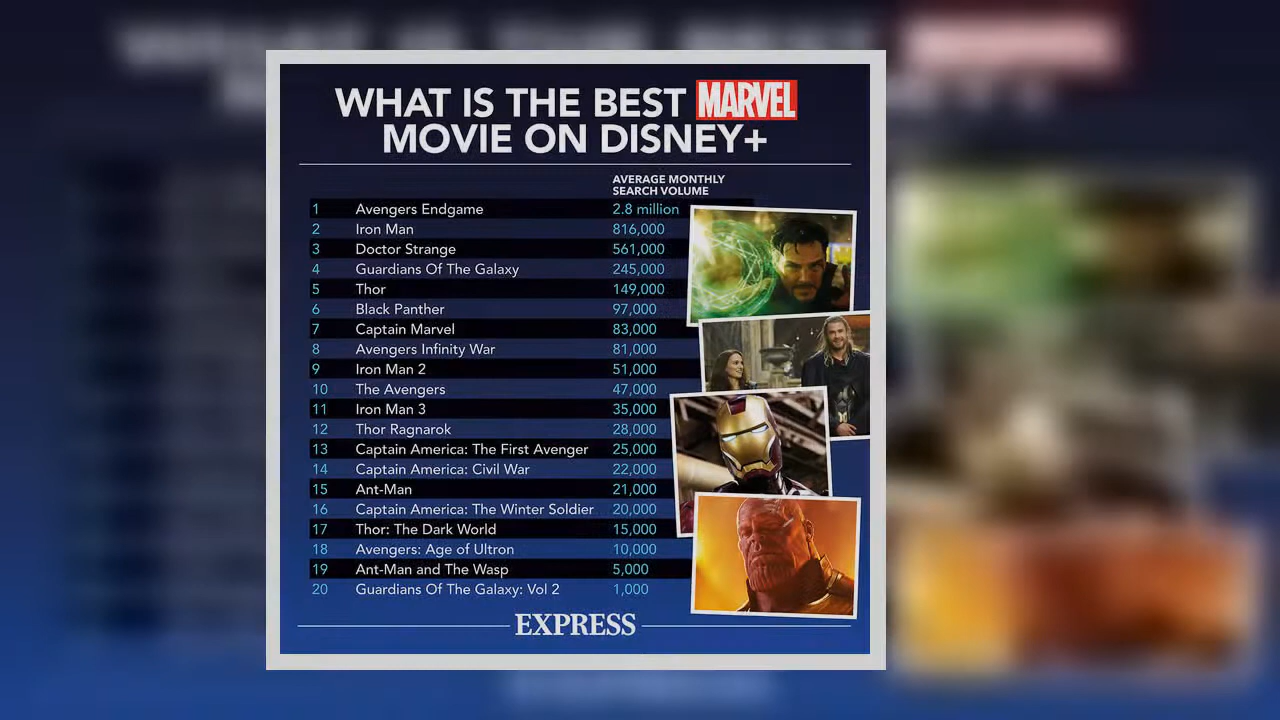 WHAT IS THE BEST MARVEL
MOVIE ON DISNEY+
AVERAGE MONTHLY
SEARCH VOLUME
1 Avengers Endgame 2.8 million
2 Iron Man 816,000
3 Doctor Strange 561,000
4 Guardians Of The Galaxy 245,000
5 Thor 149,000
6 Black Panther 97,000
7 Captain Marvel 83,000
8 Avengers Infinity War 81,000
9 Iron Man 2 51,000
10 The Avengers 47,000
11 Iron Man 3 35,000
12 Thor Ragnarok 28,000
13 Captain America: The First Avenger 25,000
14 Captain America: Civil War 22,000
15 Ant-Man 21,000
16 Captain America: The Winter Soldier 20,000
17 Thor: The Dark World 15,000
18 Avengers: Age of Ultron 10,000
19 Ant-Man and The Wasp 5,000
20 Guardians Of The Galaxy: Vol 2 1,000
EXPRESS